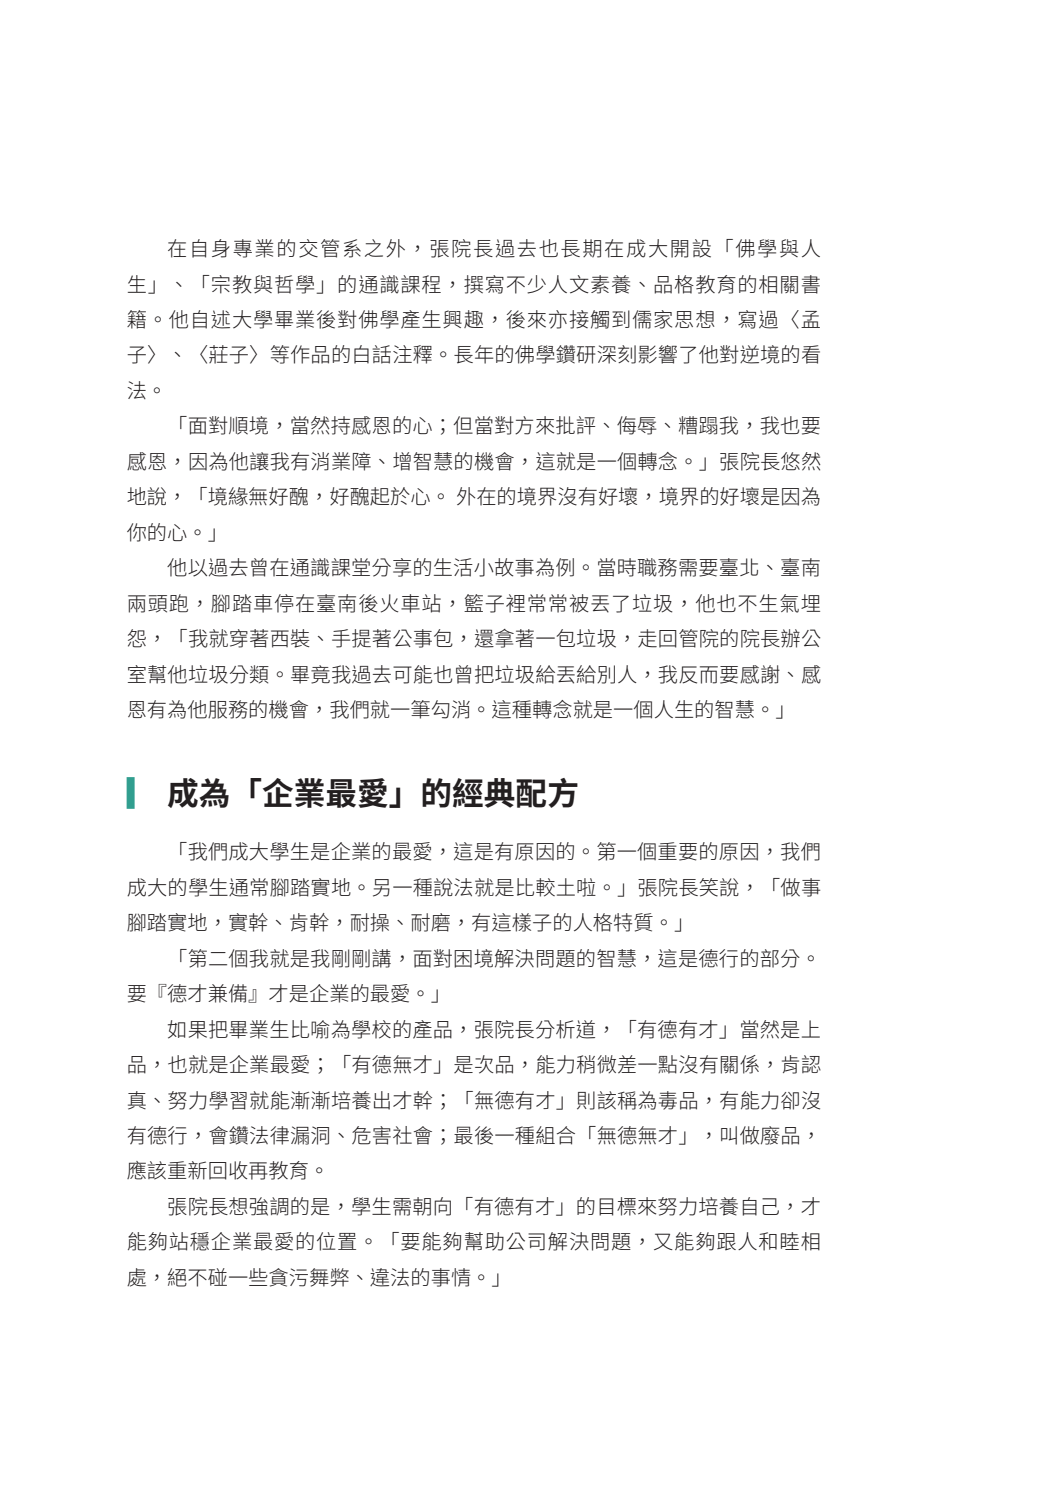 在自身專業的交管系之外，張院長過去也長期在成大開設「佛學與人
生」、「宗教與哲學」的通識課程，撰寫不少人文素養、品格教育的相關書
籍。他自述大學畢業後對佛學產生興趣，後來亦接觸到儒家思想，寫過〈孟
子〉、〈莊子〉等作品的白話注釋。長年的佛學鑽研深刻影響了他對逆境的看
法。
「面對順境，當然持感恩的心；但當對方來批評、侮辱、糟蹋我，我也要
感恩，因為他讓我有消業障、增智慧的機會，這就是一個轉念。」張院長悠然
地說，「境緣無好醜，好醜起於心。 外在的境界沒有好壞，境界的好壞是因為
你的心。」
他以過去曾在通識課堂分享的生活小故事為例。當時職務需要臺北、臺南
兩頭跑，腳踏車停在臺南後火車站，籃子裡常常被丟了垃圾，他也不生氣埋
怨，「我就穿著西裝、手提著公事包，還拿著一包垃圾，走回管院的院長辦公
室幫他垃圾分類。畢竟我過去可能也曾把垃圾給丟給別人，我反而要感謝、感
恩有為他服務的機會，我們就一筆勾消。這種轉念就是一個人生的智慧。」
成為「企業最愛」的經典配方
「我們成大學生是企業的最愛，這是有原因的。第一個重要的原因，我們
成大的學生通常腳踏實地。另一種說法就是比較土啦。」張院長笑說，「做事
腳踏實地，實幹、肯幹，耐操、耐磨，有這樣子的人格特質。」
「第二個我就是我剛剛講，面對困境解決問題的智慧，這是德行的部分。
要『德才兼備』才是企業的最愛。」
如果把畢業生比喻為學校的產品，張院長分析道，「有德有才」當然是上
品，也就是企業最愛；「有德無才」是次品，能力稍微差一點沒有關係，肯認
真、努力學習就能漸漸培養出才幹；「無德有才」則該稱為毒品，有能力卻沒
有德行，會鑽法律漏洞、危害社會；最後一種組合「無德無才」，叫做廢品，
應該重新回收再教育。
張院長想強調的是，學生需朝向「有德有才」的目標來努力培養自己，才
能夠站穩企業最愛的位置。「要能夠幫助公司解決問題，又能夠跟人和睦相
處，絕不碰一些貪污舞弊、違法的事情。」